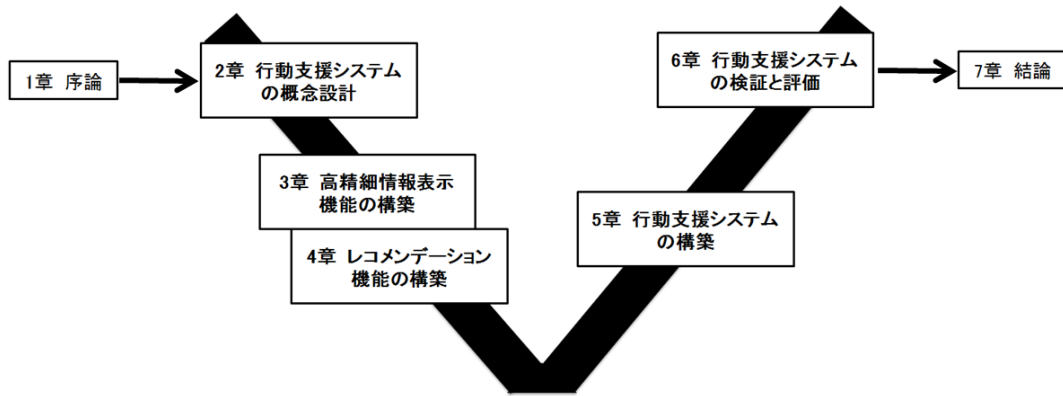 1章 序論
2章 行動支援システム
の概念設計
3章 高精細情報表示
機能の構築
4章 レコメンデーション
機能の構築
5章 行動支援システム
の構築
6章 行動支援システム
の検証と評価
7章 結論